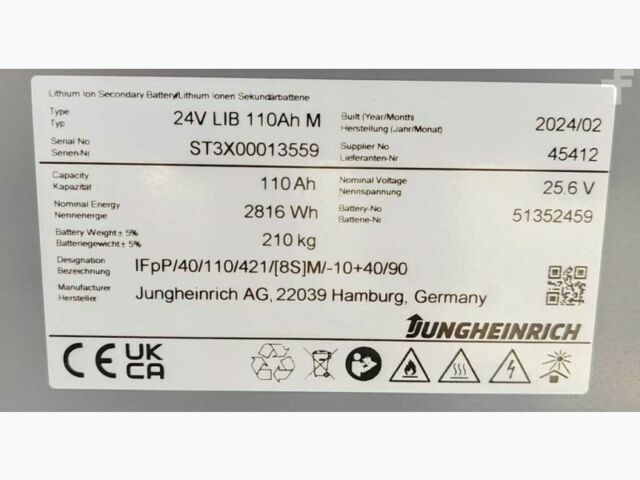 Lithium Ion Secondary Battery/Lithium Ionen Sekundärbatterie
Type
Typ
24V LIB 110Ah M
Built (Year/Month)
Herstellung (Jahr/Monat)
2024/02
Serial No
Serien-Nr
ST3X00013559
Supplier No
Lieferanten-Nr
45412
Capacity
Kapazität
110 Ah
Nominal Voltage
Nennspannung
25.6 V
Nominal Energy
Nennenergie
2816 Wh
Battery-No
Batterie-Nr
51352459
Battery Weight ± 5%
Batteriegewicht ± 5%
210 kg
Designation
Bezeichnung
IFpP/40/110/421/[8S]M/-10+40/90
Manufacturer
Hersteller
Jungheinrich AG, 22039 Hamburg, Germany
JUNGHEINRICH
CE
UK
CA
F